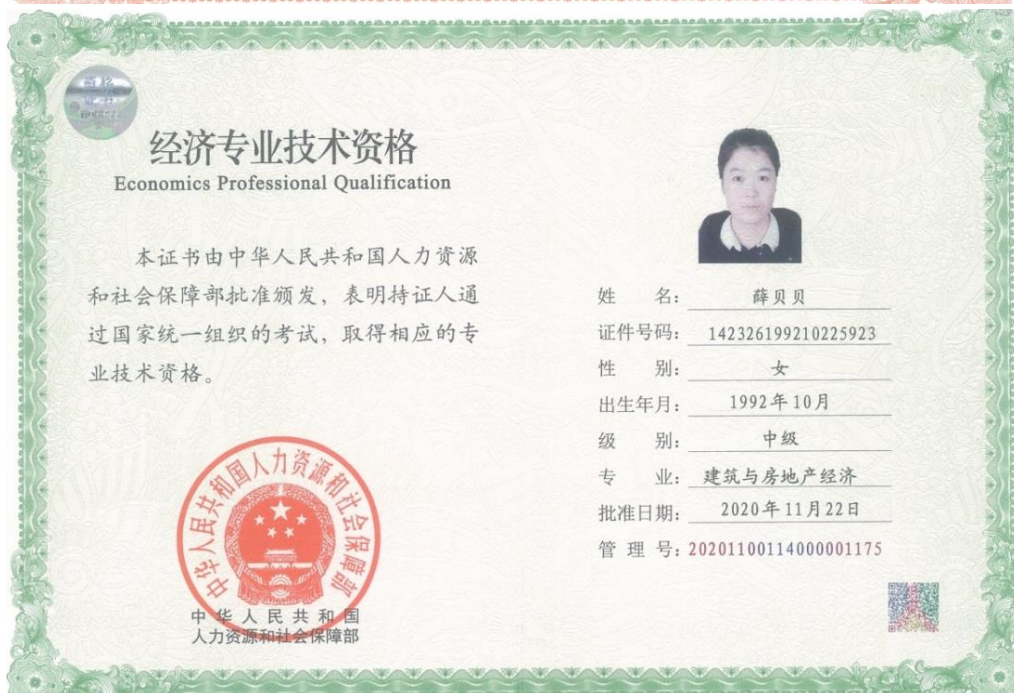 经济专业技术资格
Economics Professional Qualification
本证书由中华人民共和国人力资源
和社会保障部批准颁发，表明持证人通
过国家统一组织的考试，取得相应的专
业技术资格。
中华人民共和国人力资源和社会保障部
中华人民共和国
人力资源和社会保障部
姓 名： 薛贝贝
证件号码： 142326199210225923
性 别： 女
出生年月： 1992年10月
级 别： 中级
专 业： 建筑与房地产经济
批准日期： 2020年11月22日
管 理 号： 20201100114000001175